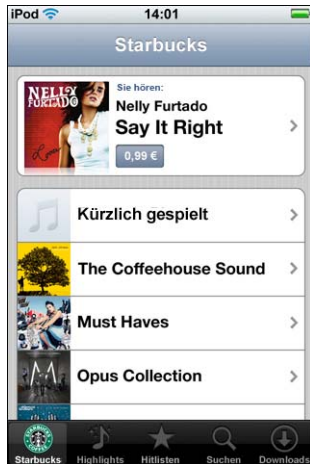 iPod 14:01
Starbucks
NELLY
FURTADO
Loose
Sie hören:
Nelly Furtado
Say It Right
0,99 €
Kürzlich gespielt
The Coffeehouse Sound
Must Haves
Opus Collection
Starbucks Highlights Hitlisten Suchen Downloads